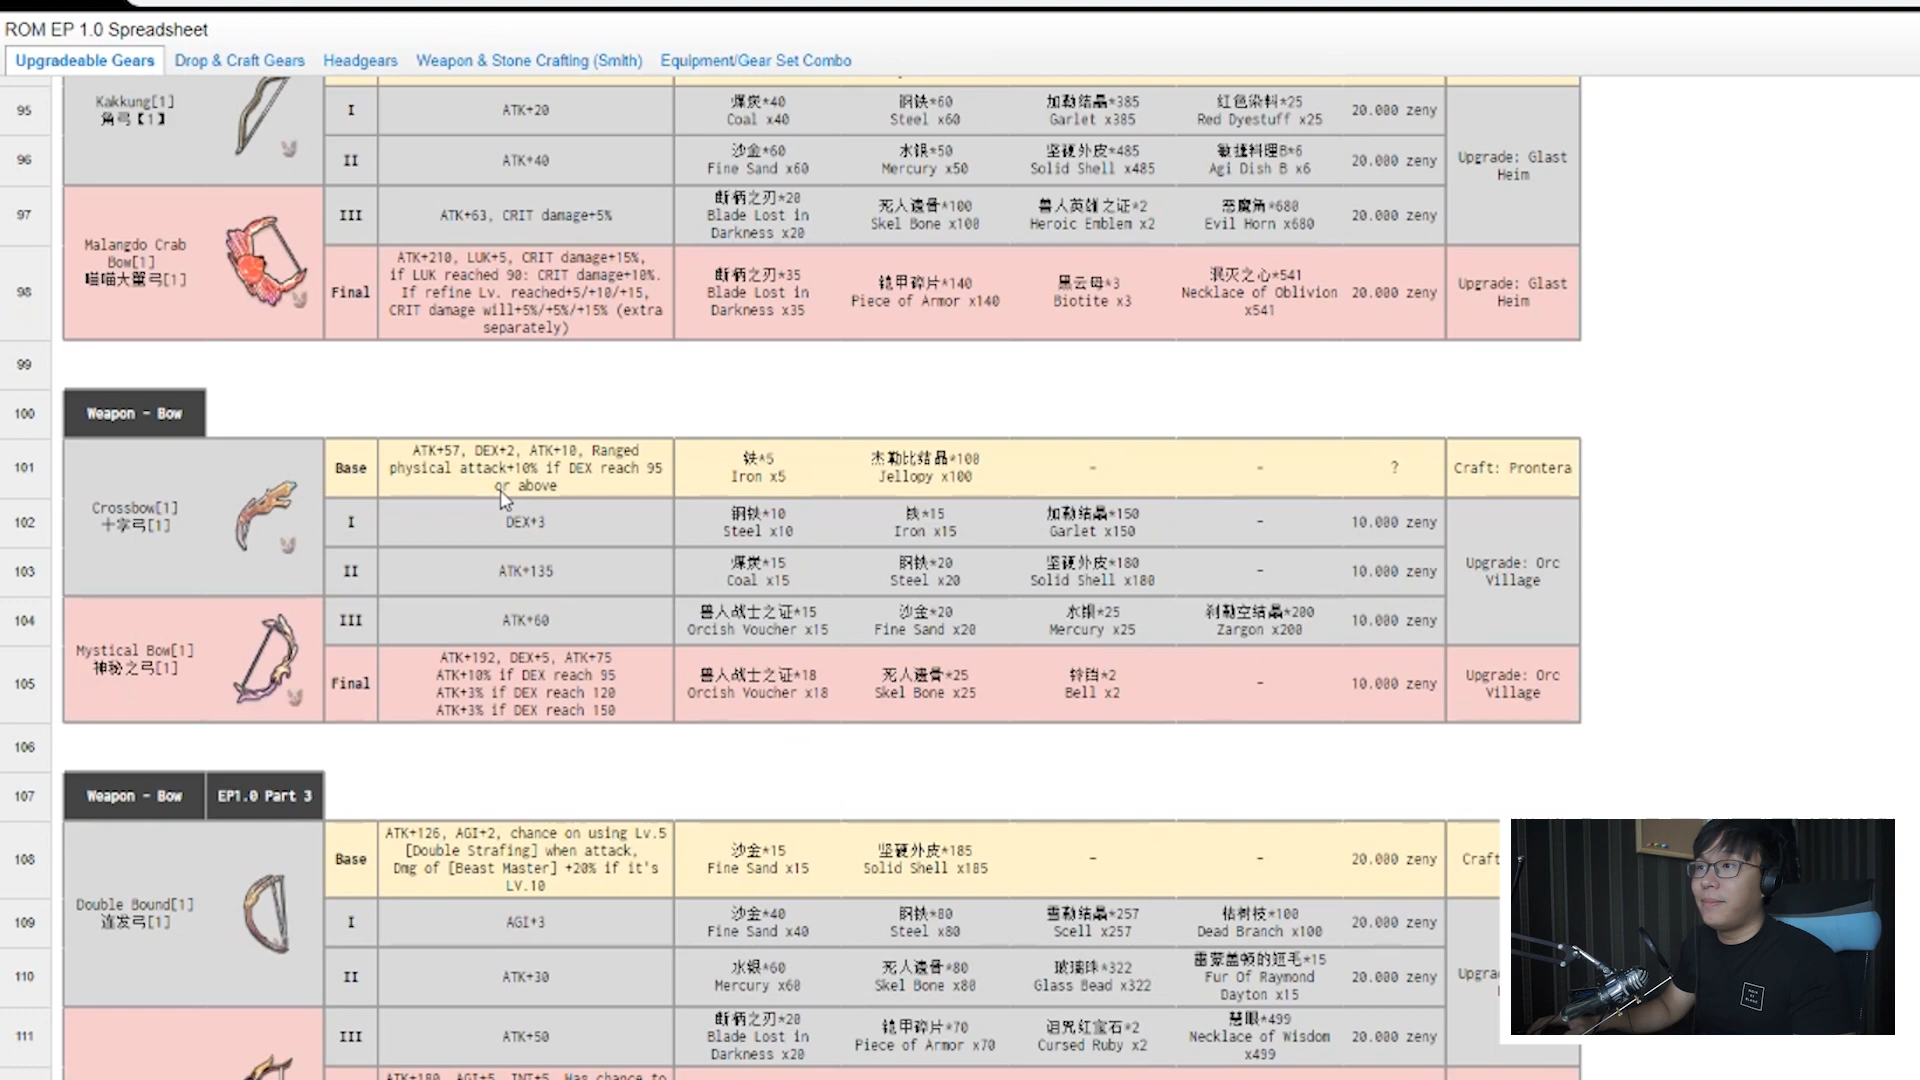 ROM EP 1.0 Spreadsheet
Upgradeable Gears
Drop & Craft Gears
Headgears
Weapon & Stone Crafting (Smith)
Equipment/Gear Set Combo
95
Kakkung[1]
角弓【1】
I
ATK+20
煤炭*40
Coal x40
钢铁*60
Steel x60
加勒结晶*385
Garlet x385
红色染料*25
Red Dyestuff x25
20.000 zeny
96
II
ATK+40
沙金*60
Fine Sand x60
水银*50
Mercury x50
坚硬外皮*485
Solid Shell x485
敏捷料理B*6
Agi Dish B x6
20.000 zeny
Upgrade: Glast
Heim
97
Malangdo Crab
Bow[1]
喵喵大蟹弓[1]
III
ATK+63, CRIT damage+5%
断柄之刃*20
Blade Lost in
Darkness x20
死人遗骨*100
Skel Bone x100
兽人英雄之证*2
Heroic Emblem x2
恶魔角*680
Evil Horn x680
20.000 zeny
98
Final
ATK+210, LUK+5, CRIT damage+15%,
if LUK reached 90: CRIT damage+10%.
If refine Lv. reached+5/+10/+15,
CRIT damage will+5%/+5%/+15% (extra
separately)
断柄之刃*35
Blade Lost in
Darkness x35
铠甲碎片*140
Piece of Armor x140
黑云母*3
Biotite x3
泯灭之心*541
Necklace of Oblivion
x541
20.000 zeny
Upgrade: Glast
Heim
99
100
Weapon - Bow
101
Crossbow[1]
十字弓[1]
Base
ATK+57, DEX+2, ATK+10, Ranged
physical attack+10% if DEX reach 95
or above
铁*5
Iron x5
杰勒比结晶*100
Jellopy x100
-
-
?
Craft: Prontera
102
I
DEX+3
钢铁*10
Steel x10
铁*15
Iron x15
加勒结晶*150
Garlet x150
-
10.000 zeny
103
II
ATK+135
煤炭*15
Coal x15
钢铁*20
Steel x20
坚硬外皮*180
Solid Shell x180
-
10.000 zeny
Upgrade: Orc
Village
104
Mystical Bow[1]
神秘之弓[1]
III
ATK+60
兽人战士之证*15
Orcish Voucher x15
沙金*20
Fine Sand x20
水银*25
Mercury x25
刹勒空结晶*200
Zargon x200
10.000 zeny
105
Final
ATK+192, DEX+5, ATK+75
ATK+10% if DEX reach 95
ATK+3% if DEX reach 120
ATK+3% if DEX reach 150
兽人战士之证*18
Orcish Voucher x18
死人遗骨*25
Skel Bone x25
铃铛*2
Bell x2
-
10.000 zeny
Upgrade: Orc
Village
106
107
Weapon - Bow
EP1.0 Part 3
108
Double Bound[1]
连发弓[1]
Base
ATK+126, AGI+2, chance on using Lv.5
[Double Strafing] when attack,
Dmg of [Beast Master] +20% if it's
LV.10
沙金*15
Fine Sand x15
坚硬外皮*185
Solid Shell x185
-
-
20.000 zeny
Craft
109
I
AGI+3
沙金*40
Fine Sand x40
钢铁*80
Steel x80
雪勒结晶*257
Scell x257
枯树枝*100
Dead Branch x100
20.000 zeny
110
II
ATK+30
水银*60
Mercury x60
死人遗骨*80
Skel Bone x80
玻璃珠*322
Glass Bead x322
雷蒙盖顿的短毛*15
Fur Of Raymond
Dayton x15
20.000 zeny
Upgra
111
III
ATK+50
断柄之刃*20
Blade Lost in
Darkness x20
铠甲碎片*70
Piece of Armor x70
诅咒红宝石*2
Cursed Ruby x2
慧眼*499
Necklace of Wisdom
x499
20.000 zeny
ATK+180, AGI+5, INT+5, Has chance to